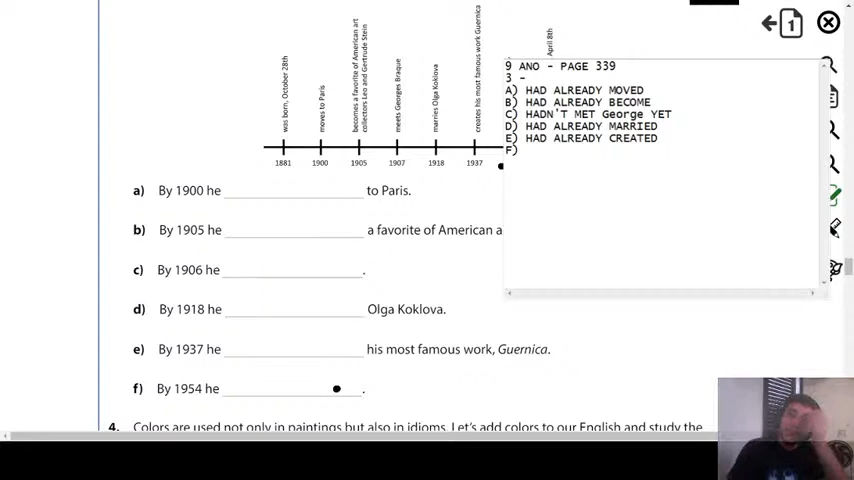 was born, October 28th
moves to Paris
becomes a favorite of American art
collectors Leo and Gertrude Stein
meets Georges Braque
marries Olga Koklova
creates his most famous work Guernica
April 8th
1881
1900
1905
1907
1918
1937
1
9 ANO - PAGE 339
3 -
A) HAD ALREADY MOVED
B) HAD ALREADY BECOME
C) HADN'T MET George YET
D) HAD ALREADY MARRIED
E) HAD ALREADY CREATED
F)
a) By 1900 he to Paris.
b) By 1905 he a favorite of American a
c) By 1906 he .
d) By 1918 he Olga Koklova.
e) By 1937 he his most famous work, Guernica.
f) By 1954 he .
4. Colors are used not only in paintings but also in idioms. Let's add colors to our English and study the